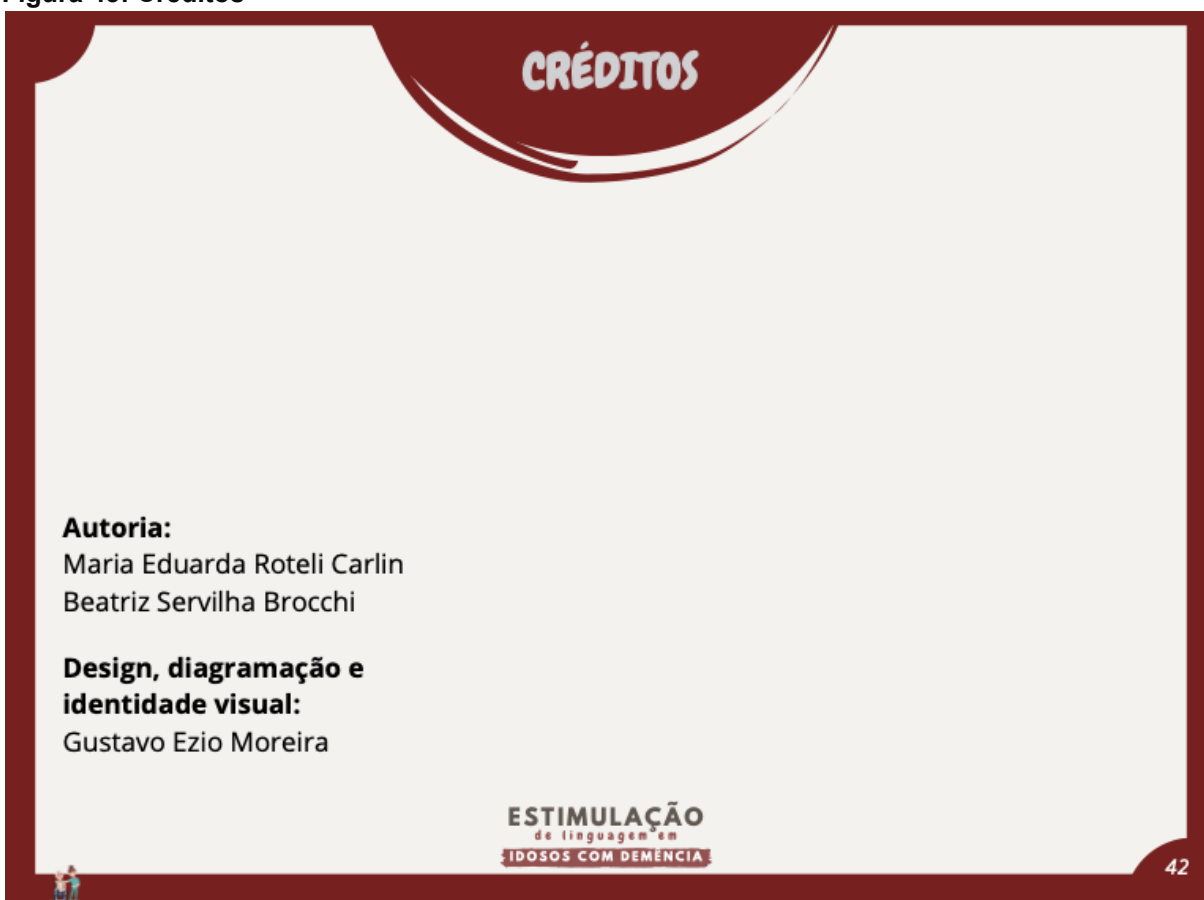 CRÉDITOS
Autoria:
Maria Eduarda Roteli Carlin
Beatriz Servilha Brocchi
Design, diagramação e
identidade visual:
Gustavo Ezio Moreira
ESTIMULAÇÃO
de linguagem em
IDOSOS COM DEMÊNCIA
42